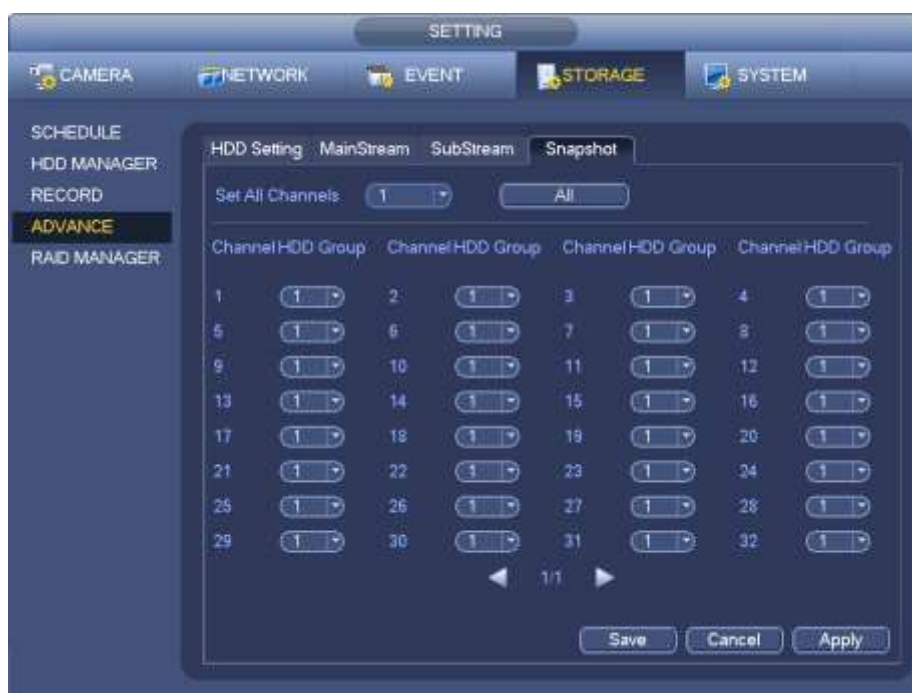 SETTING
CAMERA NETWORK EVENT STORAGE SYSTEM
SCHEDULE
HDD MANAGER
RECORD
ADVANCE
RAID MANAGER
HDD Setting MainStream SubStream Snapshot
Set All Channels 1 All
Channel HDD Group Channel HDD Group Channel HDD Group Channel HDD Group
1 1 2 1 3 1 4 1
5 1 6 1 7 1 8 1
9 1 10 1 11 1 12 1
13 1 14 1 15 1 16 1
17 1 18 1 19 1 20 1
21 1 22 1 23 1 24 1
25 1 26 1 27 1 28 1
29 1 30 1 31 1 32 1
1/1
Save Cancel Apply